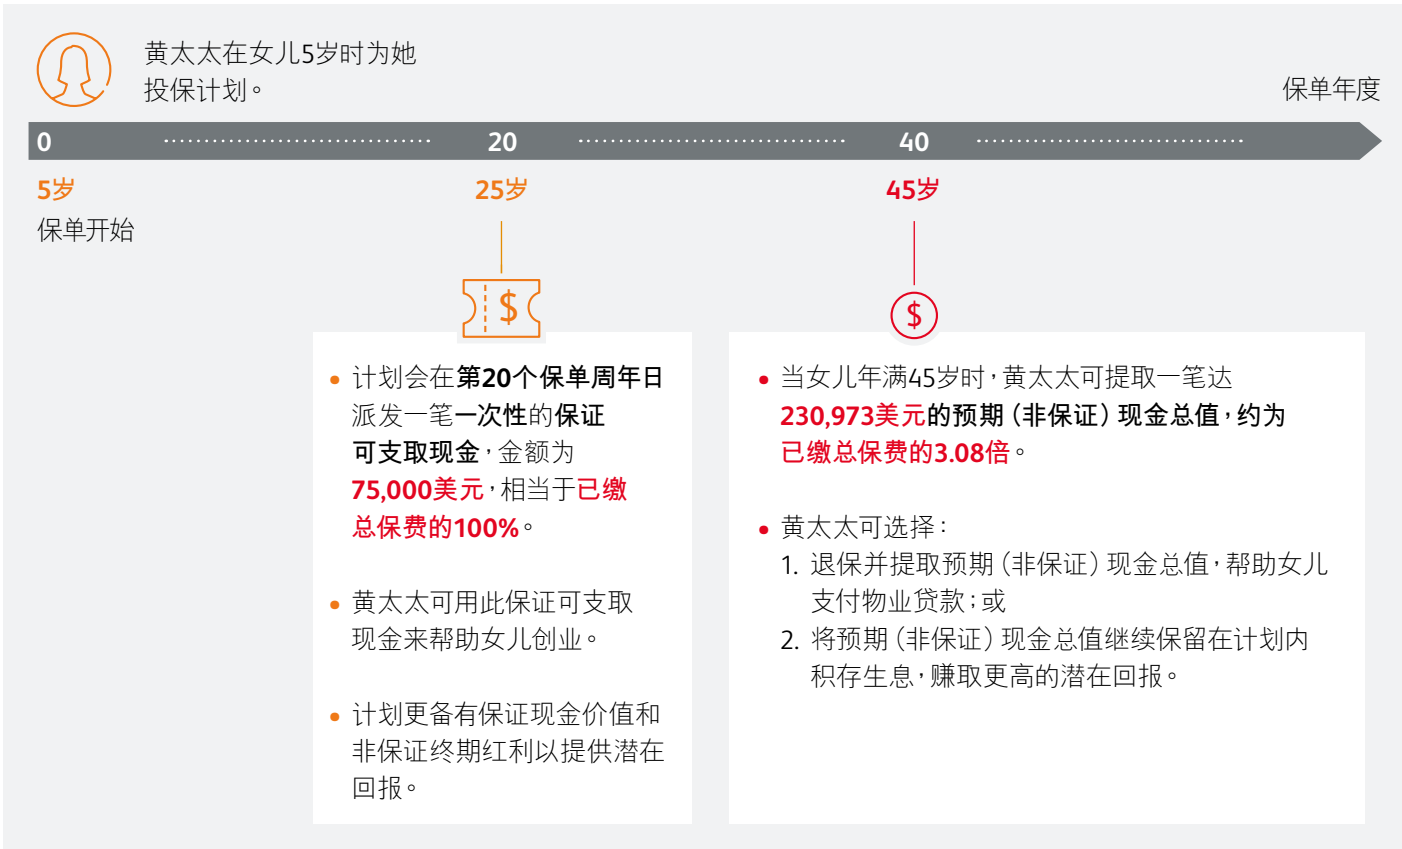 黄太太在女儿5岁时为她
投保计划。
保单年度
0 20 40
5岁 25岁 45岁
保单开始
$
• 计划会在第20个保单周年日
派发一笔一次性的保证
可支取现金，金额为
75,000美元，相当于已缴
总保费的100%。
• 黄太太可用此保证可支取
现金来帮助女儿创业。
• 计划更备有保证现金价值和
非保证终期红利以提供潜在
回报。
$
• 当女儿年满45岁时，黄太太可提取一笔达
230,973美元的预期（非保证）现金总值，约为
已缴总保费的3.08倍。
• 黄太太可选择：
1. 退保并提取预期（非保证）现金总值，帮助女儿
支付物业贷款；或
2. 将预期（非保证）现金总值继续保留在计划内
积存生息，赚取更高的潜在回报。